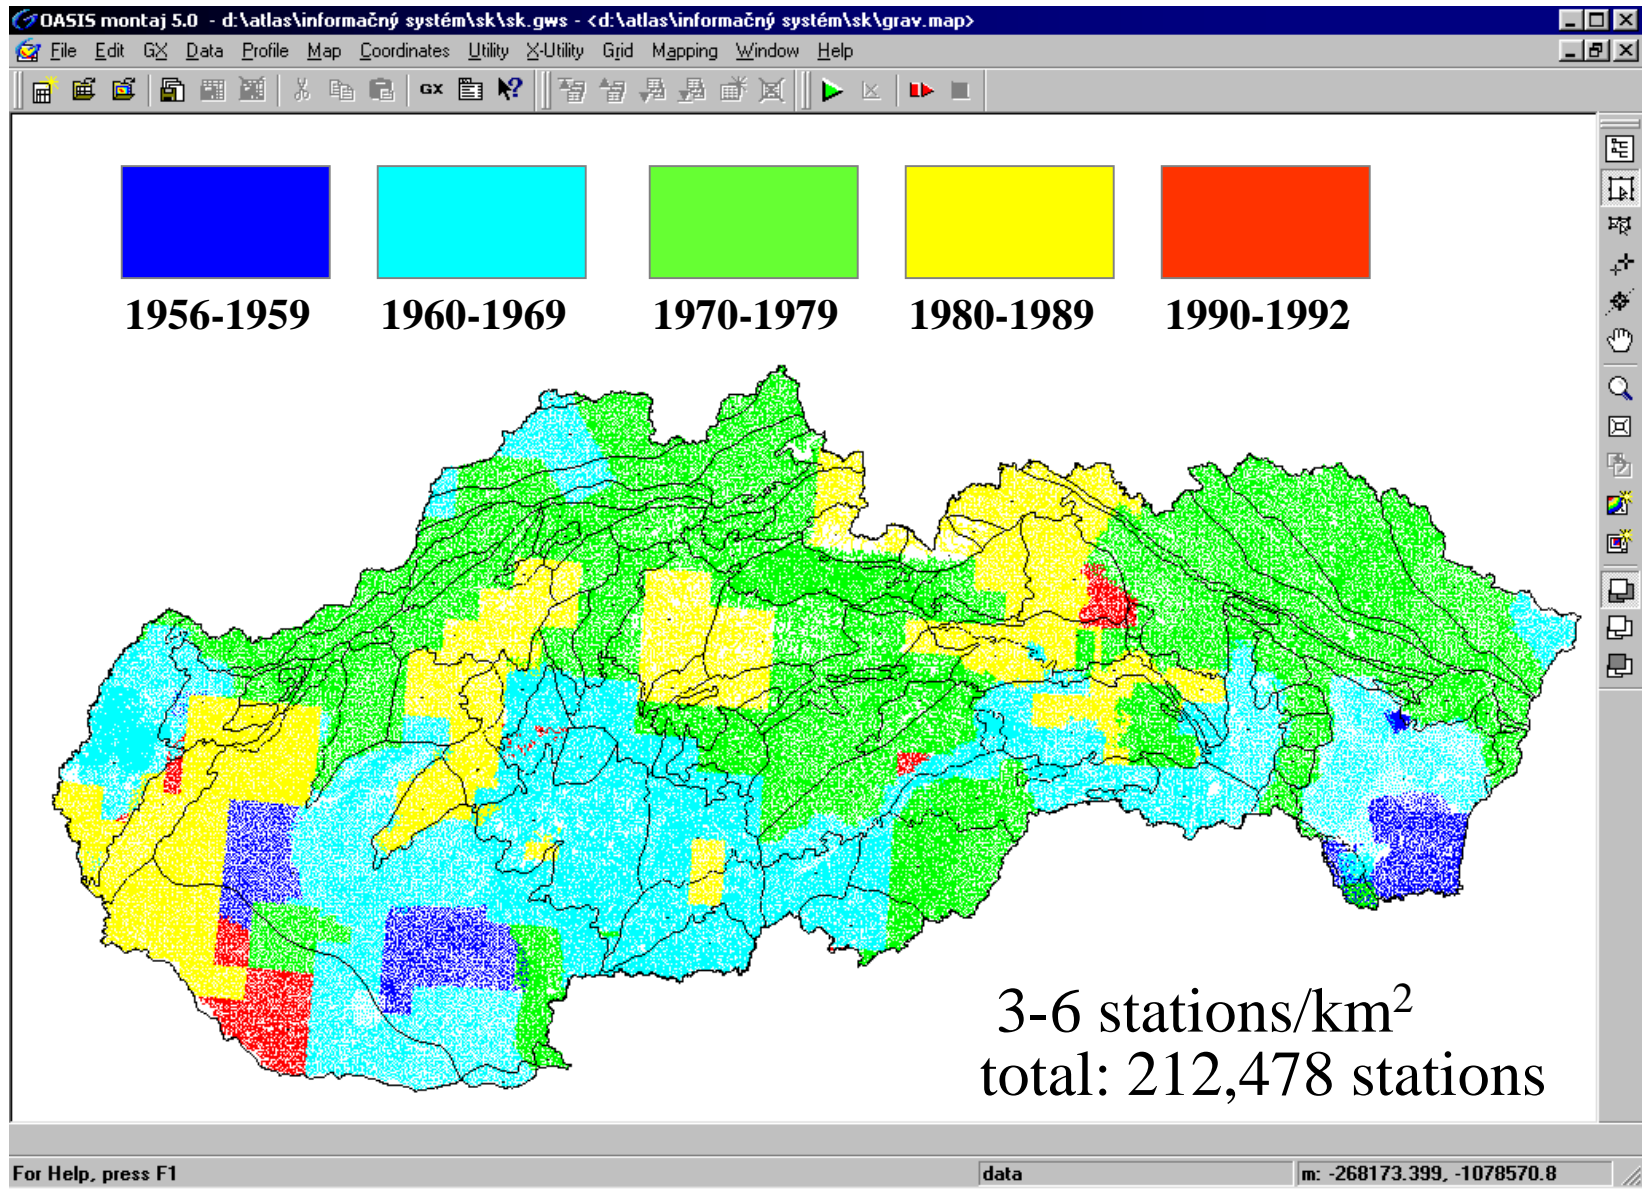 OASIS montaj 5.0 - d:\atlas\informačný systém\sk\sk.gws - <d:\atlas\informačný systém\sk\grav.map>
File Edit GX Data Profile Map Coordinates Utility X-Utility Grid Mapping Window Help
GX
1956-1959 1960-1969 1970-1979 1980-1989 1990-1992
3-6 stations/km²
total: 212,478 stations
For Help, press F1 data m: -268173.399, -1078570.8